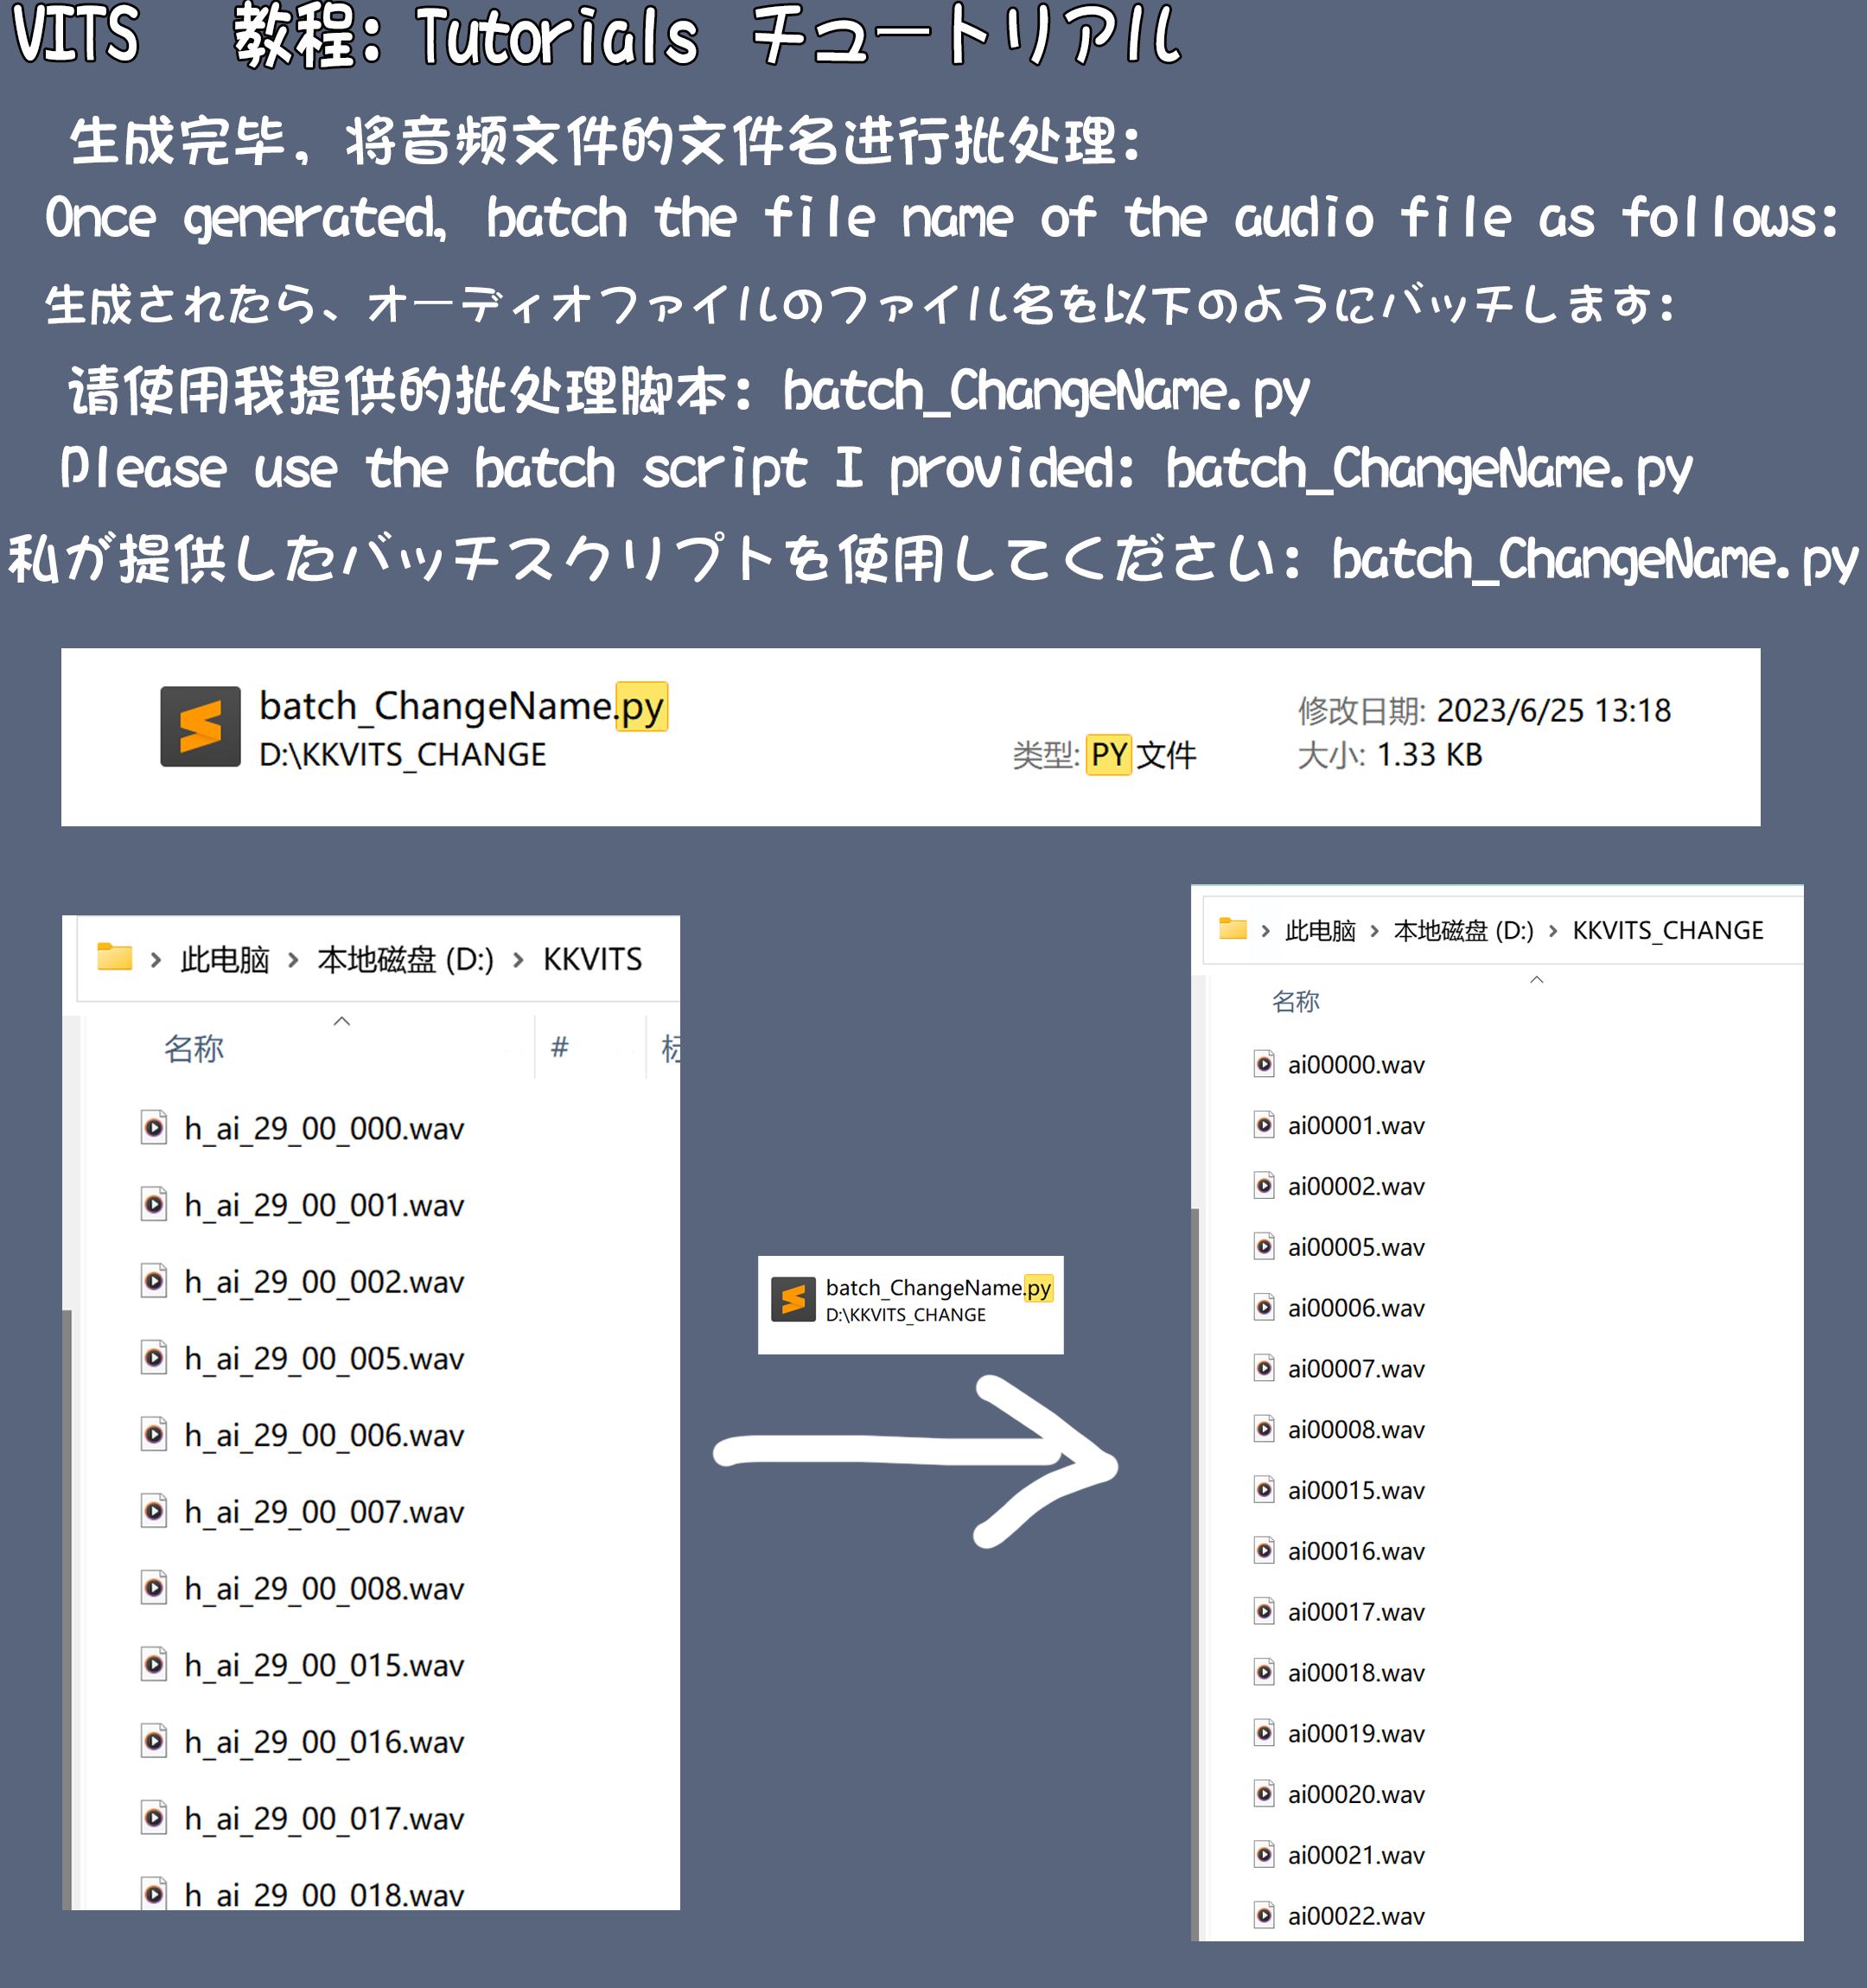 VITS 教程: Tutorials チュートリアル
生成完毕, 将音频文件的文件名进行批处理:
Once generated, batch the file name of the audio file as follows:
生成されたら、オーディオファイルのファイル名を以下のようにバッチします:
请使用我提供的批处理脚本: batch_ChangeName.py
Please use the batch script I provided: batch_ChangeName.py
私が提供したバッチスクリプトを使用してください: batch_ChangeName.py
batch_ChangeName.py
D:\KKVITS_CHANGE
类型: PY 文件
修改日期: 2023/6/25 13:18
大小: 1.33 KB
此电脑 > 本地磁盘 (D:) > KKVITS
名称 #
h_ai_29_00_000.wav
h_ai_29_00_001.wav
h_ai_29_00_002.wav
h_ai_29_00_005.wav
h_ai_29_00_006.wav
h_ai_29_00_007.wav
h_ai_29_00_008.wav
h_ai_29_00_015.wav
h_ai_29_00_016.wav
h_ai_29_00_017.wav
h_ai_29_00_018.wav
batch_ChangeName.py
D:\KKVITS_CHANGE
此电脑 > 本地磁盘 (D:) > KKVITS_CHANGE
名称
ai00000.wav
ai00001.wav
ai00002.wav
ai00005.wav
ai00006.wav
ai00007.wav
ai00008.wav
ai00015.wav
ai00016.wav
ai00017.wav
ai00018.wav
ai00019.wav
ai00020.wav
ai00021.wav
ai00022.wav